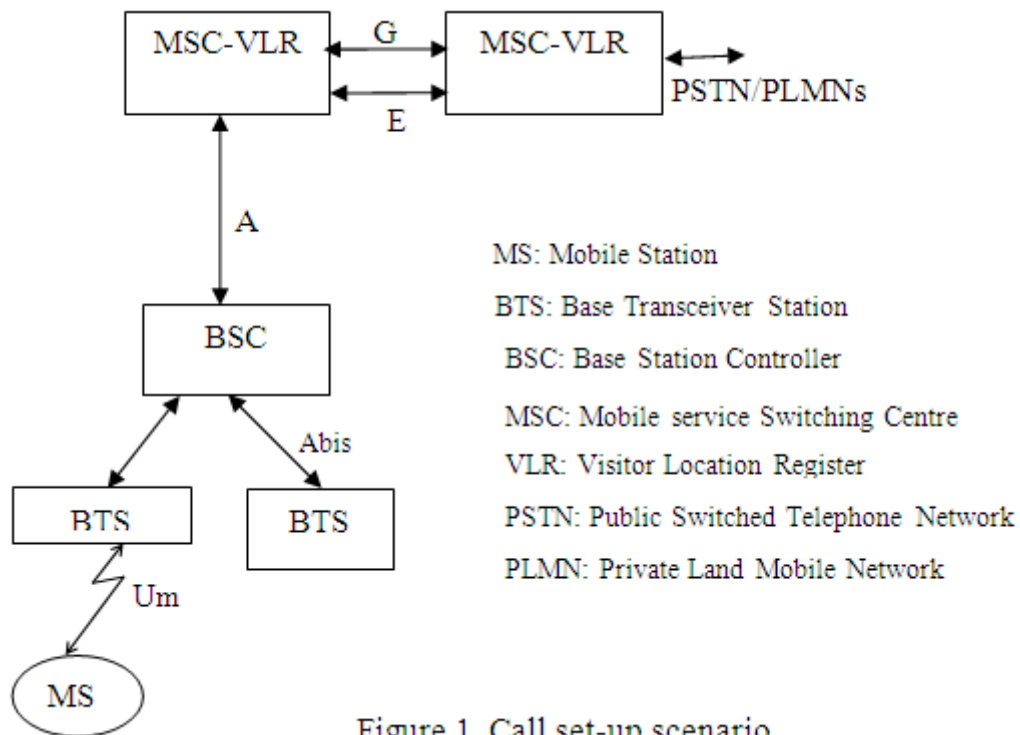 MSC-VLR
G
MSC-VLR
E
PSTN/PLMNs
A
BSC
Abis
BTS
BTS
Um
MS
MS: Mobile Station
BTS: Base Transceiver Station
BSC: Base Station Controller
MSC: Mobile service Switching Centre
VLR: Visitor Location Register
PSTN: Public Switched Telephone Network
PLMN: Private Land Mobile Network
Figure 1. Call set-up scenario